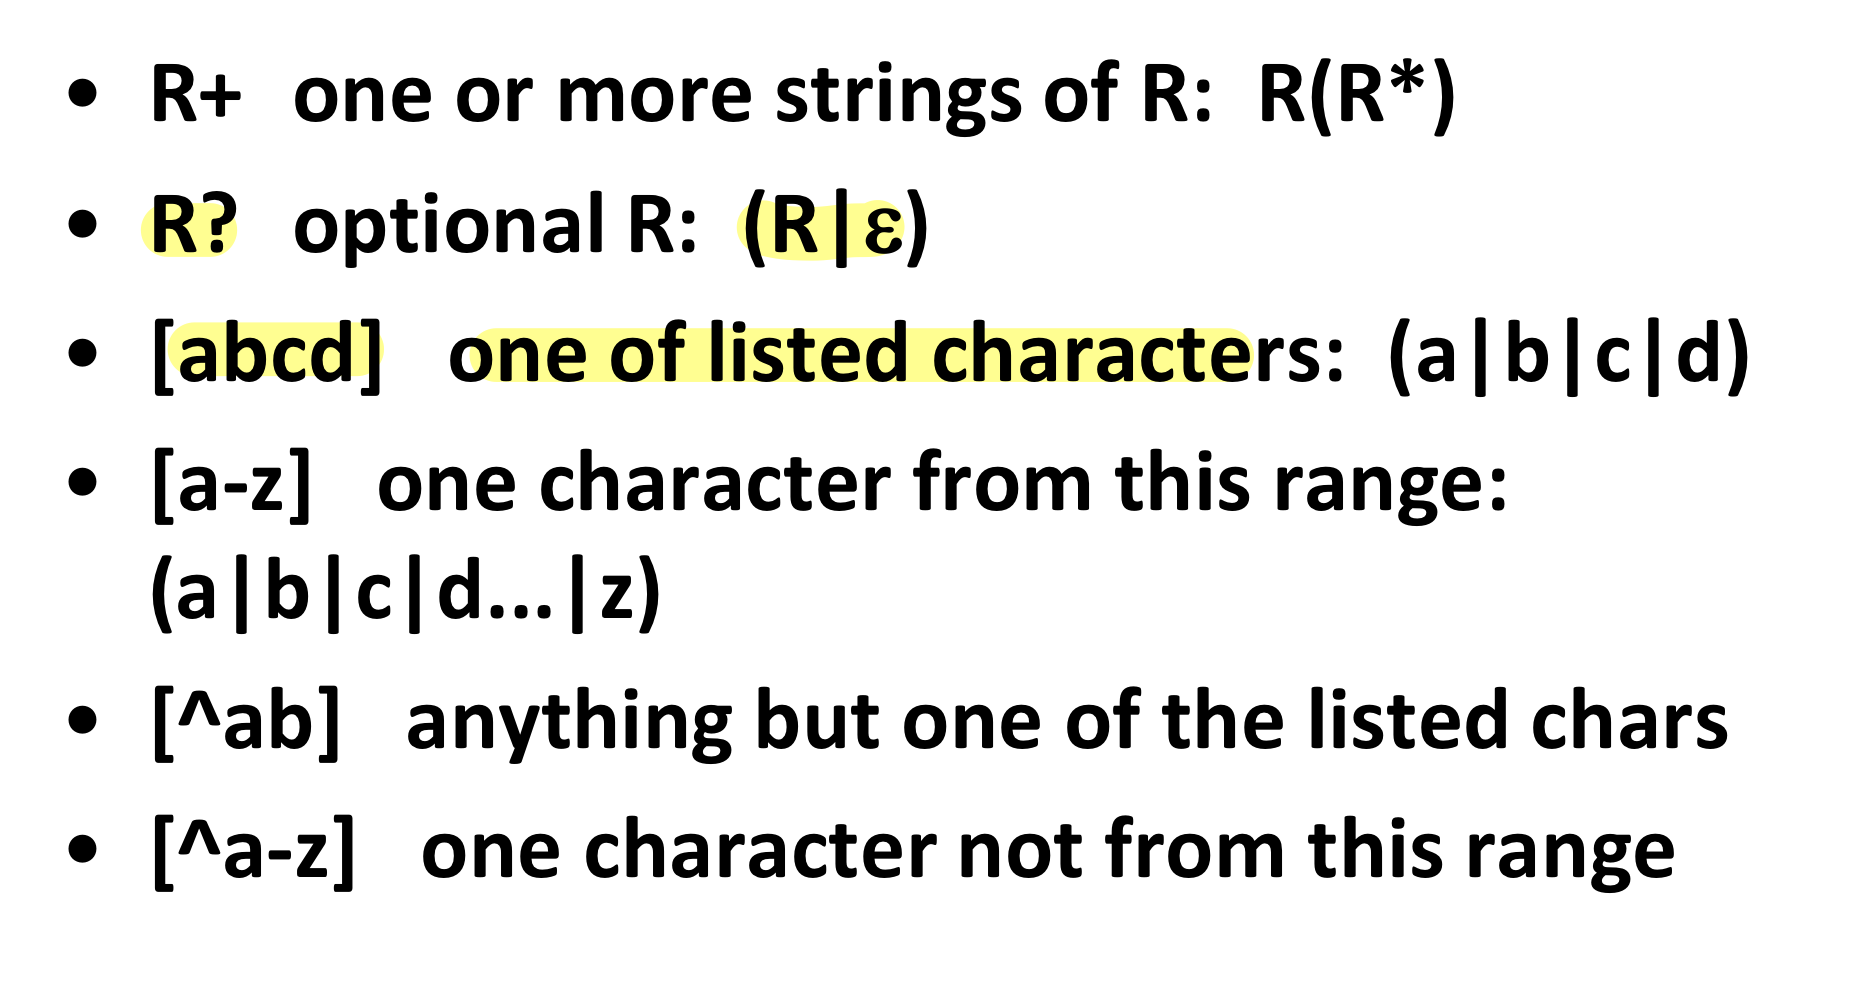 • R+ one or more strings of R: R(R*)
• R? optional R: (R|ε)
• [abcd] one of listed characters: (a|b|c|d)
• [a-z] one character from this range:
(a|b|c|d...|z)
• [^ab] anything but one of the listed chars
• [^a-z] one character not from this range